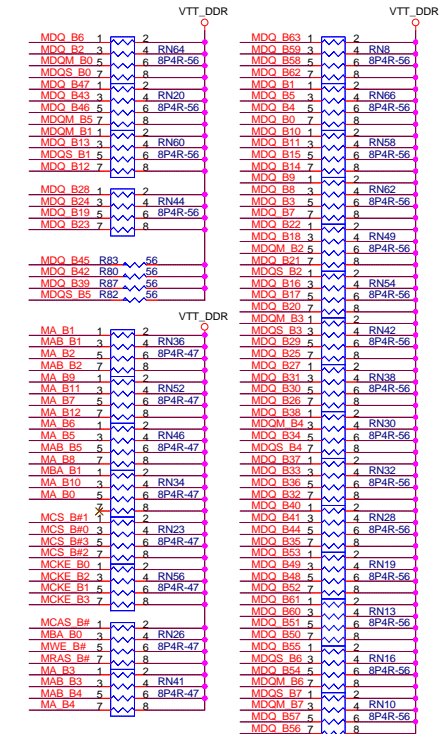 VTT_DDR
MDQ_B6 1 2
MDQ_B2 3 4 RN64
MDQM_B0 5 6 8P4R-56
MDQS_B0 7 8
MDQ_B47 1 2
MDQ_B43 3 4 RN20
MDQ_B46 5 6 8P4R-56
MDQM_B5 7 8
MDQM_B1 1 2
MDQ_B13 3 4 RN60
MDQS_B1 5 6 8P4R-56
MDQ_B12 7 8
MDQ_B28 1 2
MDQ_B24 3 4 RN44
MDQ_B19 5 6 8P4R-56
MDQ_B23 7 8
MDQ_B45 R83 56
MDQ_B42 R80 56
MDQ_B39 R87 56
MDQS_B5 R82 56
VTT_DDR
MA_B1 1 2
MAB_B1 3 4 RN36
MA_B2 5 6 8P4R-47
MAB_B2 7 8
MA_B9 1 2
MA_B11 3 4 RN52
MA_B7 5 6 8P4R-47
MA_B12 7 8
MA_B6 1 2
MA_B5 3 4 RN46
MAB_B5 5 6 8P4R-47
MA_B8 7 8
MBA_B1 1 2
MA_B10 3 4 RN34
MA_B0 5 6 8P4R-47
7 8
MCS_B#1 1 2
MCS_B#0 3 4 RN23
MCS_B#3 5 6 8P4R-47
MCS_B#2 7 8
MCKE_B0 1 2
MCKE_B2 3 4 RN56
MCKE_B1 5 6 8P4R-47
MCKE_B3 7 8
MCAS_B# 1 2
MBA_B0 3 4 RN26
MWE_B# 5 6 8P4R-47
MRAS_B# 7 8
MA_B3 1 2
MAB_B3 3 4 RN41
MAB_B4 5 6 8P4R-47
MA_B4 7 8
VTT_DDR
MDQ_B63 1 2
MDQ_B59 3 4 RN8
MDQ_B58 5 6 8P4R-56
MDQ_B62 7 8
MDQ_B1 1 2
MDQ_B5 3 4 RN66
MDQ_B4 5 6 8P4R-56
MDQ_B0 7 8
MDQ_B10 1 2
MDQ_B11 3 4 RN58
MDQ_B15 5 6 8P4R-56
MDQ_B14 7 8
MDQ_B9 1 2
MDQ_B8 3 4 RN62
MDQ_B3 5 6 8P4R-56
MDQ_B7 7 8
MDQ_B22 1 2
MDQ_B18 3 4 RN49
MDQM_B2 5 6 8P4R-56
MDQ_B21 7 8
MDQS_B2 1 2
MDQ_B16 3 4 RN54
MDQ_B17 5 6 8P4R-56
MDQ_B20 7 8
MDQM_B3 1 2
MDQS_B3 3 4 RN42
MDQ_B29 5 6 8P4R-56
MDQ_B25 7 8
MDQ_B27 1 2
MDQ_B31 3 4 RN38
MDQ_B30 5 6 8P4R-56
MDQ_B26 7 8
MDQ_B38 1 2
MDQM_B4 3 4 RN30
MDQ_B34 5 6 8P4R-56
MDQS_B4 7 8
MDQ_B37 1 2
MDQ_B33 3 4 RN32
MDQ_B36 5 6 8P4R-56
MDQ_B32 7 8
MDQ_B40 1 2
MDQ_B41 3 4 RN28
MDQ_B44 5 6 8P4R-56
MDQ_B35 7 8
MDQ_B53 1 2
MDQ_B49 3 4 RN19
MDQ_B48 5 6 8P4R-56
MDQ_B52 7 8
MDQ_B61 1 2
MDQ_B60 3 4 RN13
MDQ_B51 5 6 8P4R-56
MDQ_B50 7 8
MDQ_B55 1 2
MDQS_B6 3 4 RN16
MDQ_B54 5 6 8P4R-56
MDQM_B6 7 8
MDQS_B7 1 2
MDQM_B7 3 4 RN10
MDQ_B57 5 6 8P4R-56
MDQ_B56 7 8